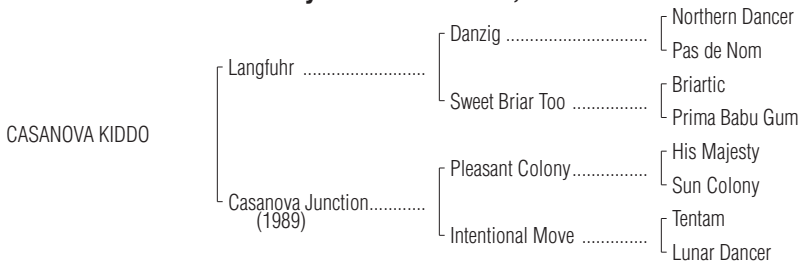 Northern Dancer
Danzig ..............................
Pas de Nom
Langfuhr ..........................
Briartic
Sweet Briar Too ................
Prima Babu Gum
CASANOVA KIDDO
His Majesty
Pleasant Colony................
Sun Colony
Casanova Junction............
(1989)
Tentam
Intentional Move ..............
Lunar Dancer